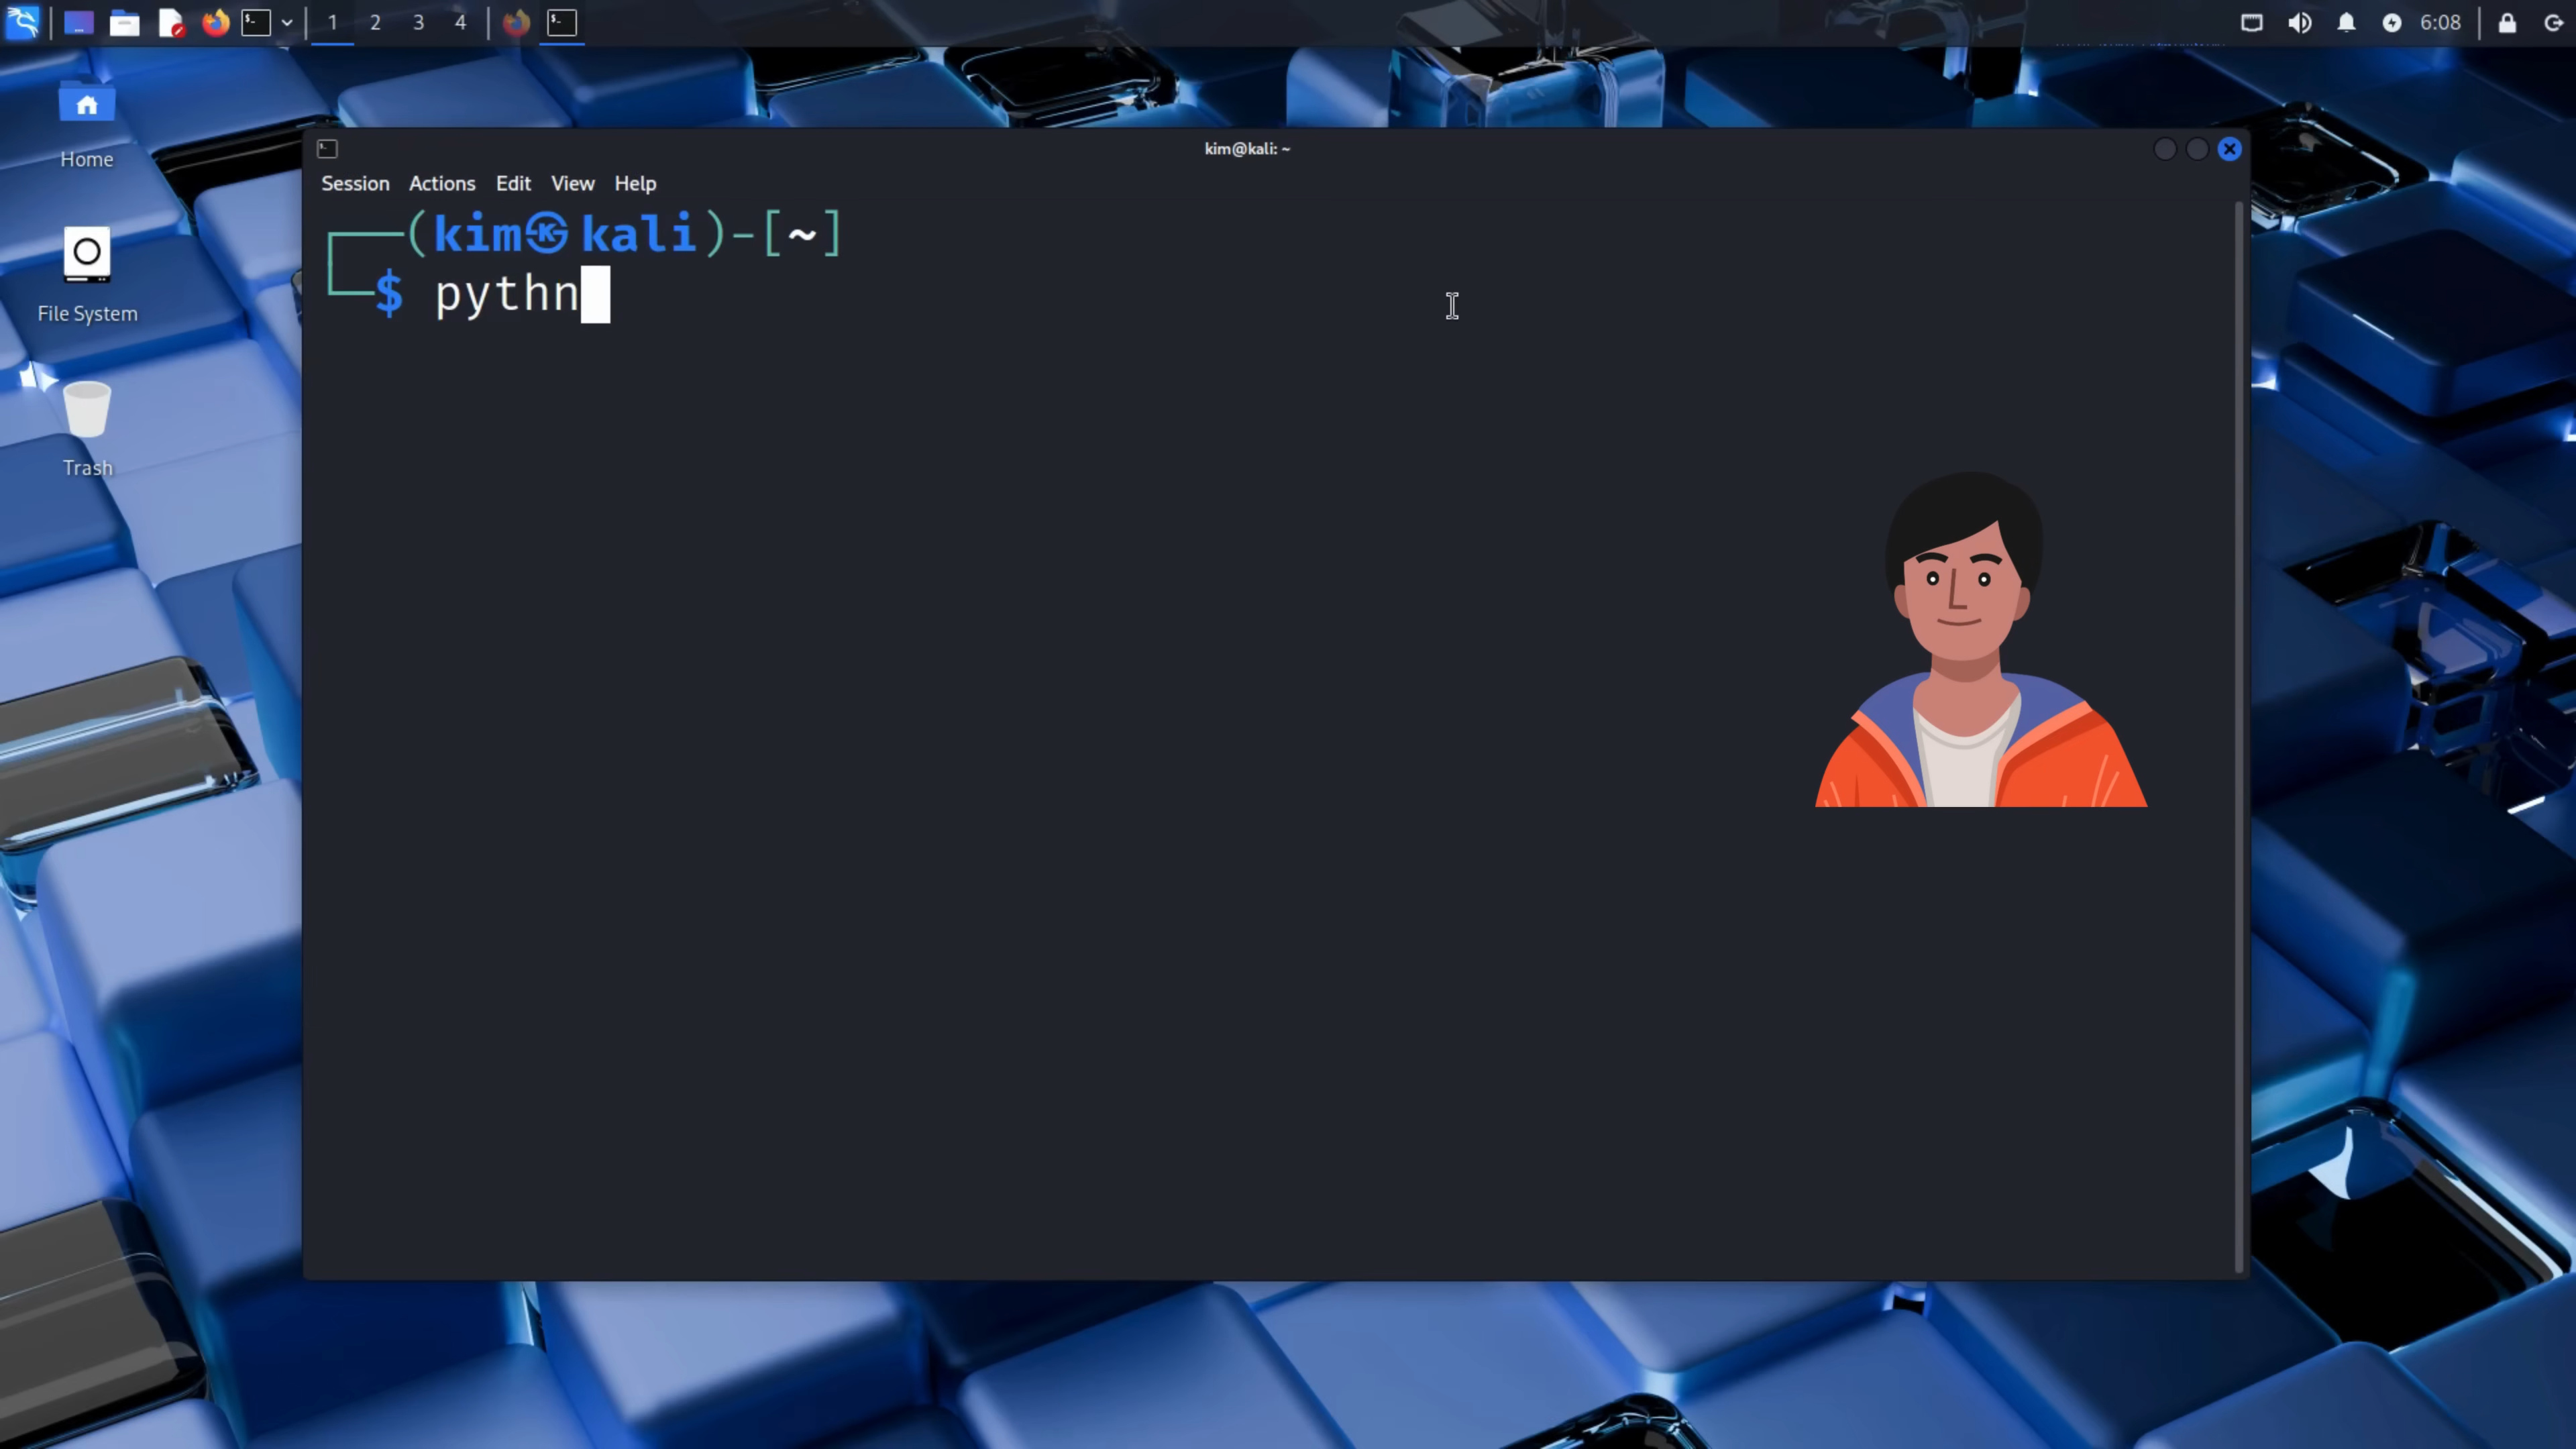 1 2 3 4
6:08
Home
File System
Trash
kim@kali: ~
Session Actions Edit View Help
┌──(kim㉿kali)-[~]
└─$ pythn